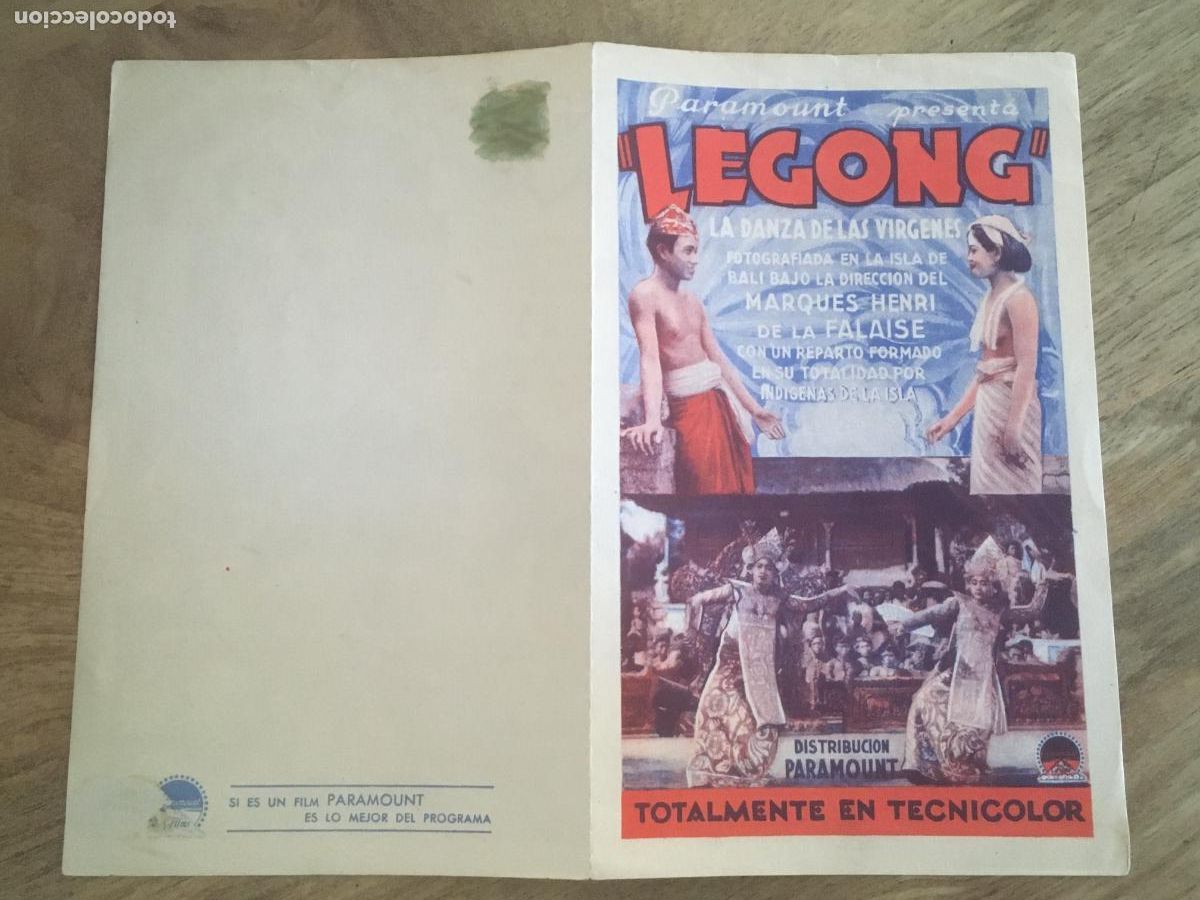 todocoleccion
Paramount presenta
"LEGONG"
LA DANZA DE LAS VIRGENES
FOTOGRAFIADA EN LA ISLA DE
BALI BAJO LA DIRECCION DEL
MARQUES HENRI
DE LA FALAISE
CON UN REPARTO FORMADO
EN SU TOTALIDAD POR
INDIGENAS DE LA ISLA
DISTRIBUCION
PARAMOUNT
TOTALMENTE EN TECNICOLOR
SI ES UN FILM PARAMOUNT
ES LO MEJOR DEL PROGRAMA